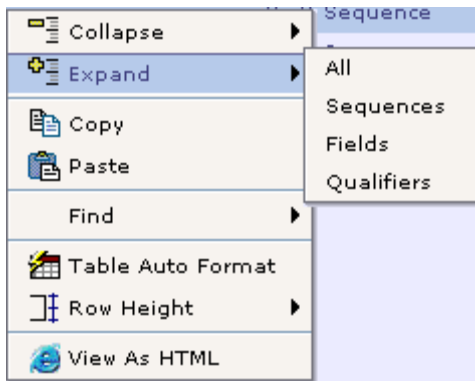 Sequence
Collapse
Expand
All
Sequences
Fields
Qualifiers
Copy
Paste
Find
Table Auto Format
Row Height
View As HTML